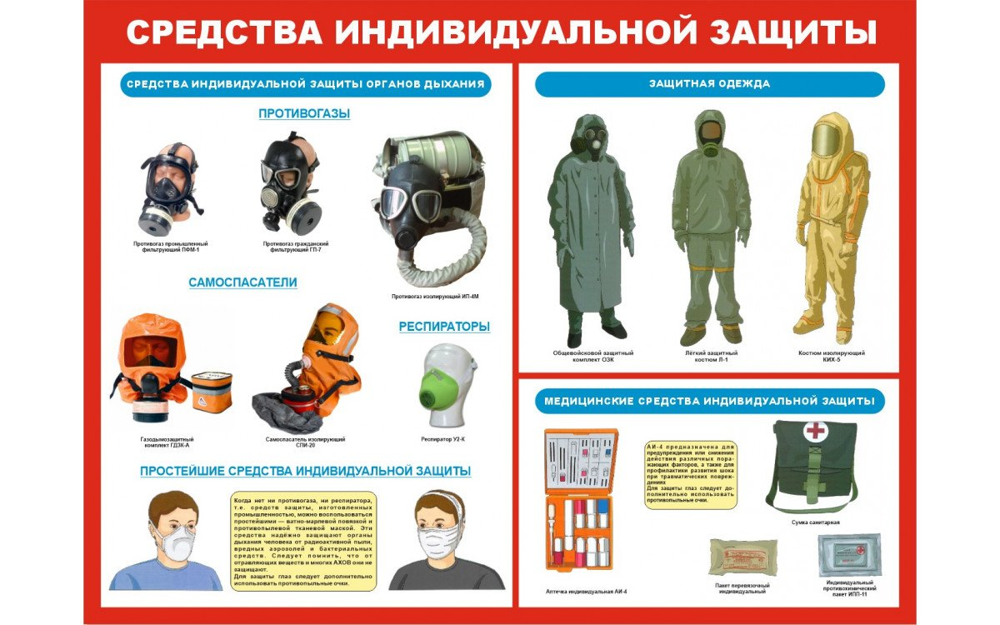 СРЕДСТВА ИНДИВИДУАЛЬНОЙ ЗАЩИТЫ
СРЕДСТВА ИНДИВИДУАЛЬНОЙ ЗАЩИТЫ ОРГАНОВ ДЫХАНИЯ
ПРОТИВОГАЗЫ
Противогаз промышленный
фильтрующий ПФМ-1
Противогаз гражданский
фильтрующий ГП-7
Противогаз изолирующий ИП-4М
САМОСПАСАТЕЛИ
Газодымозащитный
комплект ГДЗК-А
Самоспасатель изолирующий
СПИ-20
РЕСПИРАТОРЫ
Респиратор У2-К
ПРОСТЕЙШИЕ СРЕДСТВА ИНДИВИДУАЛЬНОЙ ЗАЩИТЫ
Когда нет ни противогаза, ни респиратора,
т.е. средств защиты, изготовленных
промышленностью, можно воспользоваться
простейшими — ватно-марлевой повязкой и
противопылевой тканевой маской. Эти
средства надёжно защищают органы
дыхания человека от радиоактивной пыли,
вредных аэрозолей и бактериальных
средств. Следует помнить, что от
отравляющих веществ и многих АХОВ они не
защищают.
Для защиты глаз следует дополнительно
использовать противопыльные очки.
ЗАЩИТНАЯ ОДЕЖДА
Общевойсковой защитный
комплект ОЗК
Лёгкий защитный
костюм Л-1
Костюм изолирующий
КИХ-5
МЕДИЦИНСКИЕ СРЕДСТВА ИНДИВИДУАЛЬНОЙ ЗАЩИТЫ
Аптечка индивидуальная АИ-4
АИ-4 предназначена для
предупреждения или снижения
действия различных пора-
жающих факторов, а также для
профилактики развития шока
при травматических повреж-
дениях
Для защиты глаз следует до-
полнительно использовать
противопыльные очки.
Сумка санитарная
Пакет перевязочный
индивидуальный
Индивидуальный
противохимический
пакет ИПП-11